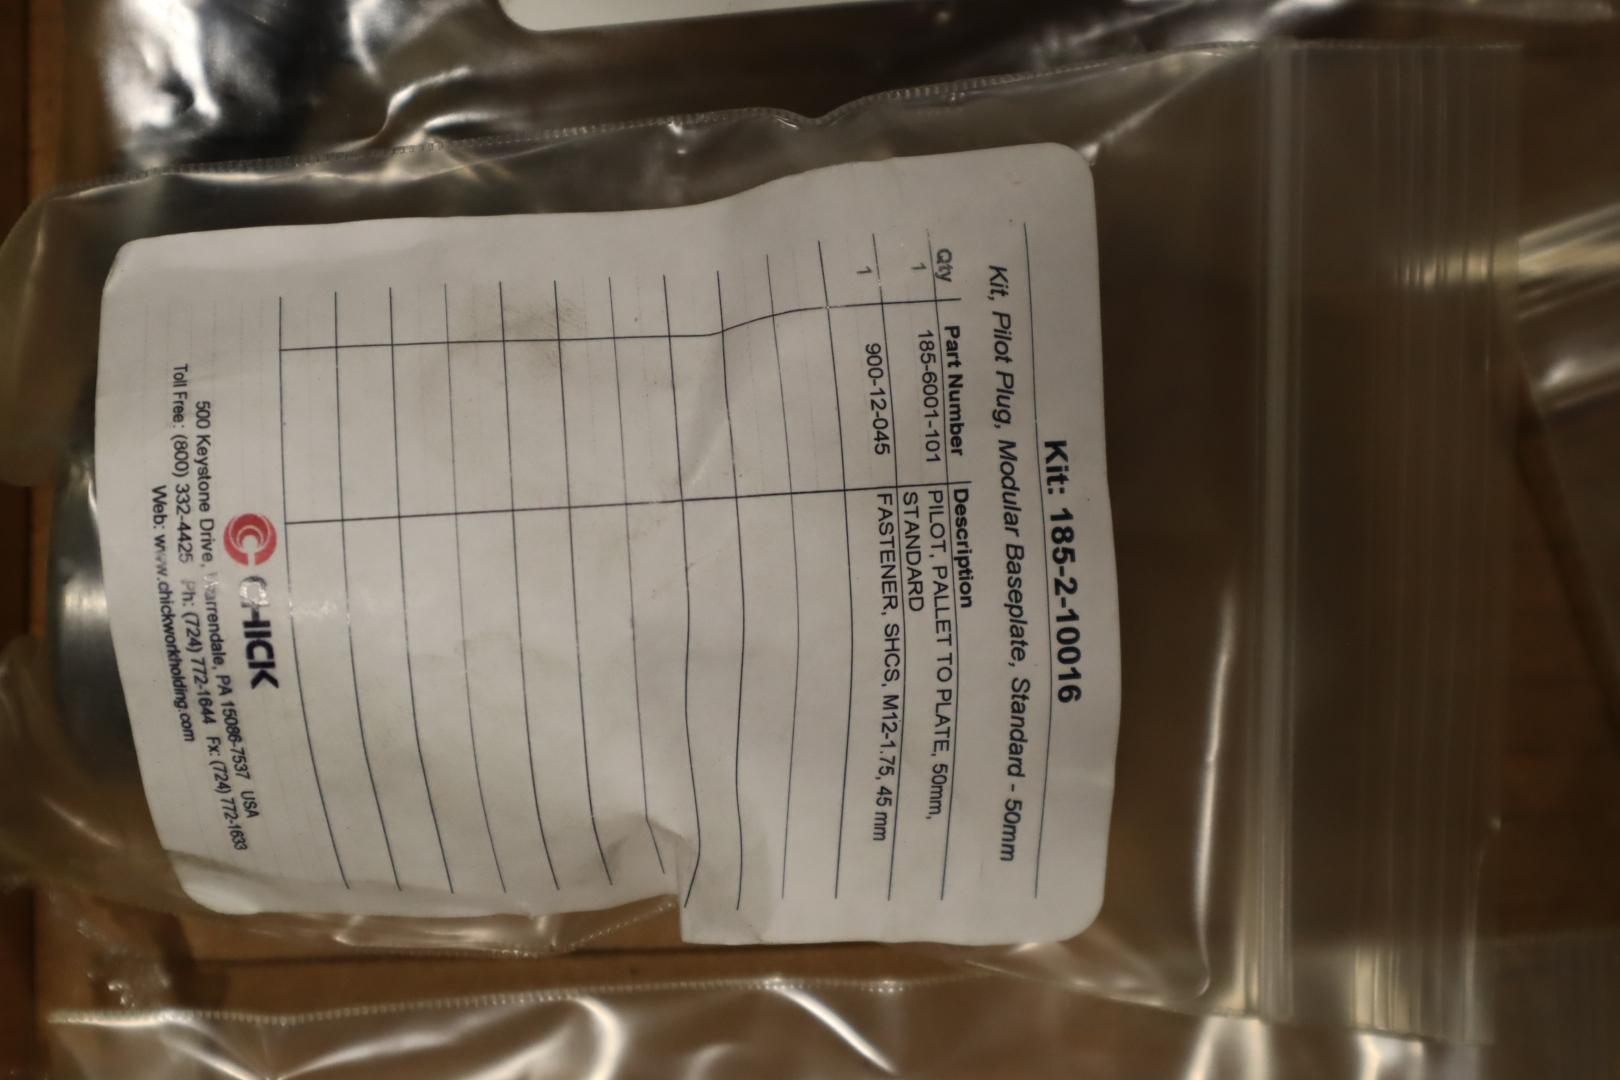 Kit: 185-2-10016
Kit, Pilot Plug, Modular Baseplate, Standard - 50mm
Qty Part Number Description
1 185-6001-101 PILOT, PALLET TO PLATE, 50mm,
STANDARD
1 900-12-045 FASTENER, SHCS, M12-1.75, 45 mm
CHICK
500 Keystone Drive, Warrendale, PA 15086-7537 USA
Toll Free: (800) 332-4425 Ph: (724) 772-1644 Fx: (724) 772-1633
Web: www.chickworkholding.com